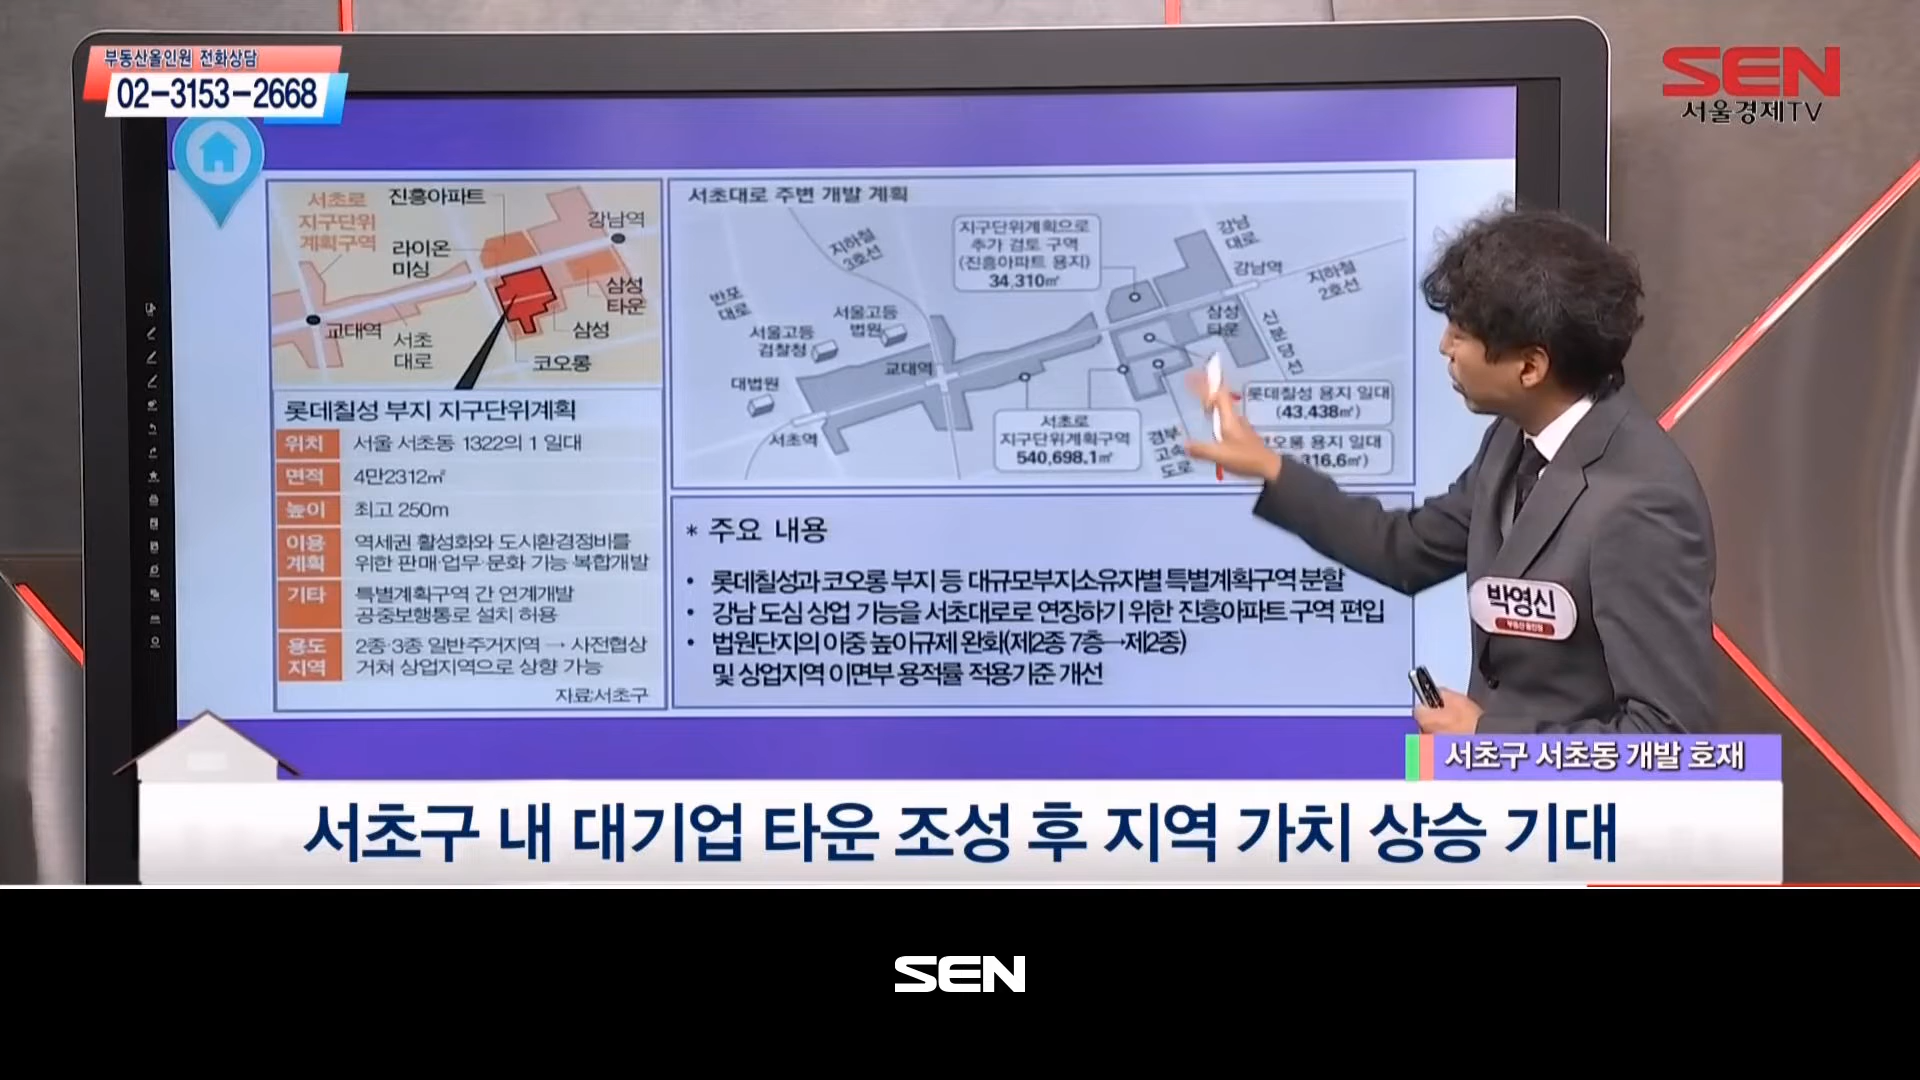 부동산올인원 전화상담
02-3153-2668
SEN
서울경제TV
서초로
지구단위
계획구역
진흥아파트
라이온
미싱
강남역
삼성
타운
삼성
코오롱
교대역
서초
대로
롯데칠성 부지 지구단위계획
위치 서울 서초동 1322의 1 일대
면적 4만2312㎡
높이 최고 250m
이용 계획 역세권 활성화와 도시환경정비를
위한 판매·업무·문화 기능 복합개발
기타 특별계획구역 간 연계개발
공중보행통로 설치 허용
용도 지역 2종·3종 일반주거지역 → 사전협상
거쳐 상업지역으로 상향 가능
자료:서초구
서초대로 주변 개발 계획
지하철
3호선
지구단위계획으로
추가 검토 구역
(진흥아파트 용지)
34,310㎡
강남
대로
강남역
지하철
2호선
반포
대로
서울고등
법원
서울고등
검찰청
대법원
교대역
서초역
삼성
타운
신분당선
서초로
지구단위계획구역
540,698.1㎡
경부
고속
도로
롯데칠성 용지 일대
(43,438㎡)
오롱 용지 일대
316.6㎡)
* 주요 내용
• 롯데칠성과 코오롱 부지 등 대규모부지소유자별 특별계획구역 분할
• 강남 도심 상업 기능을 서초대로로 연장하기 위한 진흥아파트 구역 편입
• 법원단지의 이중 높이규제 완화(제2종 7층→제2종)
및 상업지역 이면부 용적률 적용기준 개선
박영신
서초구 서초동 개발 호재
서초구 내 대기업 타운 조성 후 지역 가치 상승 기대
SEN